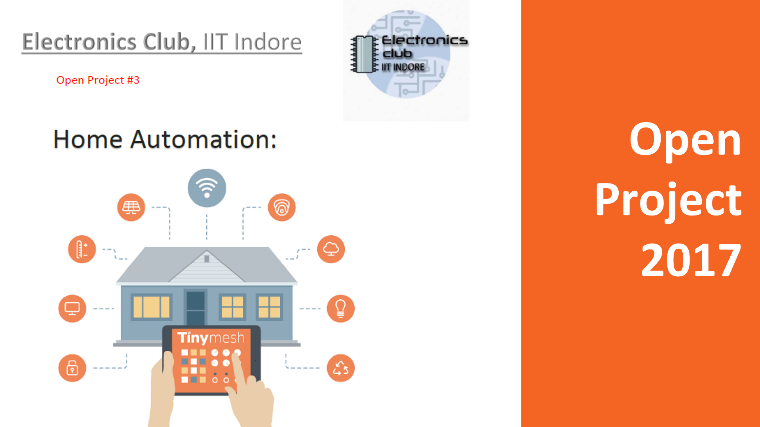 Electronics Club, IIT Indore
Electronics
club
IIT INDORE
Open Project #3
Home Automation:
Tinymesh
Open
Project
2017